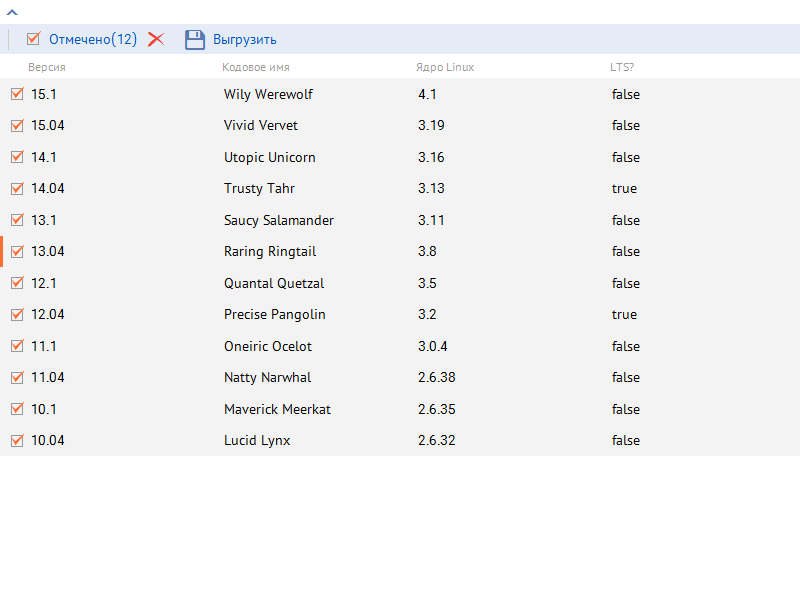 Отмечено(12) Выгрузить
Версия Кодовое имя Ядро Linux LTS?
15.1 Wily Werewolf 4.1 false
15.04 Vivid Vervet 3.19 false
14.1 Utopic Unicorn 3.16 false
14.04 Trusty Tahr 3.13 true
13.1 Saucy Salamander 3.11 false
13.04 Raring Ringtail 3.8 false
12.1 Quantal Quetzal 3.5 false
12.04 Precise Pangolin 3.2 true
11.1 Oneiric Ocelot 3.0.4 false
11.04 Natty Narwhal 2.6.38 false
10.1 Maverick Meerkat 2.6.35 false
10.04 Lucid Lynx 2.6.32 false